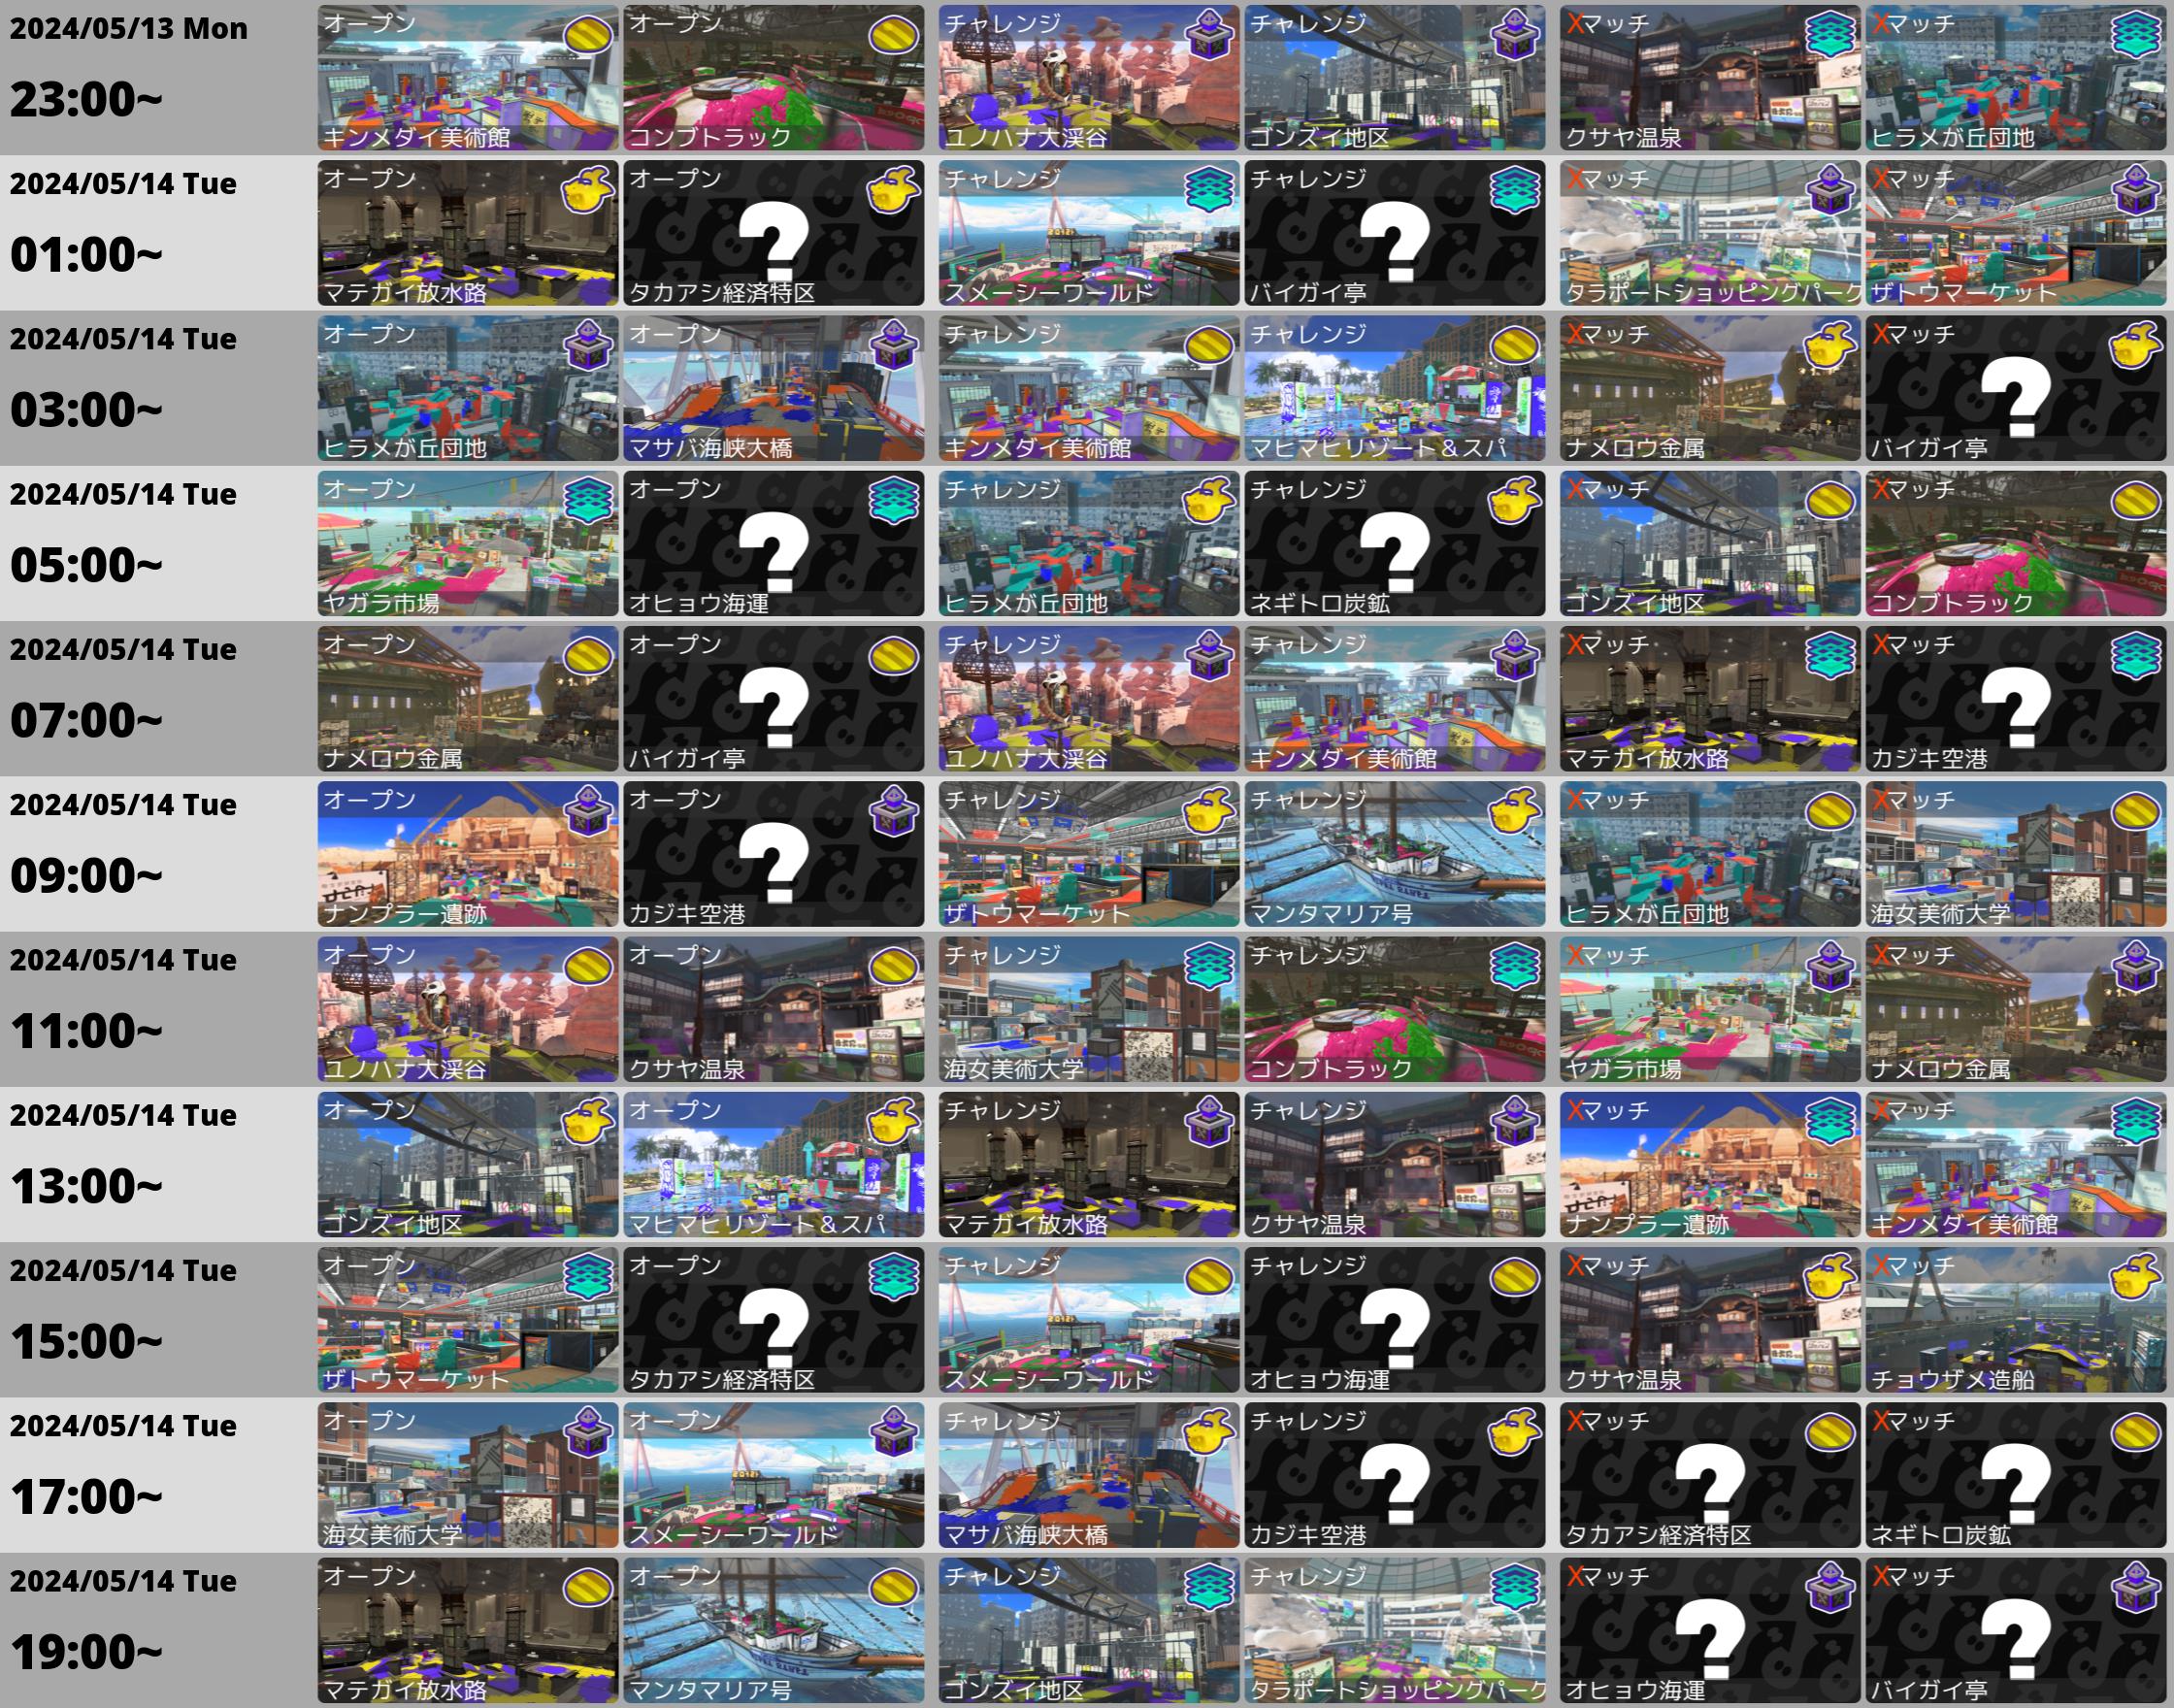 2024/05/13 Mon
23:00~
オープン オープン チャレンジ チャレンジ Xマッチ Xマッチ
キンメダイ美術館 コンブトラック ユノハナ大渓谷 ゴンズイ地区 クサヤ温泉 ヒラメが丘団地
2024/05/14 Tue
01:00~
オープン オープン チャレンジ チャレンジ Xマッチ Xマッチ
マテガイ放水路 タカアシ経済特区 スメーシーワールド バイガイ亭 タラポートショッピングパーク ザトウマーケット
2024/05/14 Tue
03:00~
オープン オープン チャレンジ チャレンジ Xマッチ Xマッチ
ヒラメが丘団地 マサバ海峡大橋 キンメダイ美術館 マヒマヒリゾート&スパ ナメロウ金属 バイガイ亭
2024/05/14 Tue
05:00~
オープン オープン チャレンジ チャレンジ Xマッチ Xマッチ
ヤガラ市場 オヒョウ海運 ヒラメが丘団地 ネギトロ炭鉱 ゴンズイ地区 コンブトラック
2024/05/14 Tue
07:00~
オープン オープン チャレンジ チャレンジ Xマッチ Xマッチ
ナメロウ金属 バイガイ亭 ユノハナ大渓谷 キンメダイ美術館 マテガイ放水路 カジキ空港
2024/05/14 Tue
09:00~
オープン オープン チャレンジ チャレンジ Xマッチ Xマッチ
ナンプラー遺跡 カジキ空港 ザトウマーケット マンタマリア号 ヒラメが丘団地 海女美術大学
2024/05/14 Tue
11:00~
オープン オープン チャレンジ チャレンジ Xマッチ Xマッチ
ユノハナ大渓谷 クサヤ温泉 海女美術大学 コンブトラック ヤガラ市場 ナメロウ金属
2024/05/14 Tue
13:00~
オープン オープン チャレンジ チャレンジ Xマッチ Xマッチ
ゴンズイ地区 マヒマヒリゾート&スパ マテガイ放水路 クサヤ温泉 ナンプラー遺跡 キンメダイ美術館
2024/05/14 Tue
15:00~
オープン オープン チャレンジ チャレンジ Xマッチ Xマッチ
ザトウマーケット タカアシ経済特区 スメーシーワールド オヒョウ海運 クサヤ温泉 チョウザメ造船
2024/05/14 Tue
17:00~
オープン オープン チャレンジ チャレンジ Xマッチ Xマッチ
海女美術大学 スメーシーワールド マサバ海峡大橋 カジキ空港 タカアシ経済特区 ネギトロ炭鉱
2024/05/14 Tue
19:00~
オープン オープン チャレンジ チャレンジ Xマッチ Xマッチ
マテガイ放水路 マンタマリア号 ゴンズイ地区 タラポートショッピングパーク オヒョウ海運 バイガイ亭